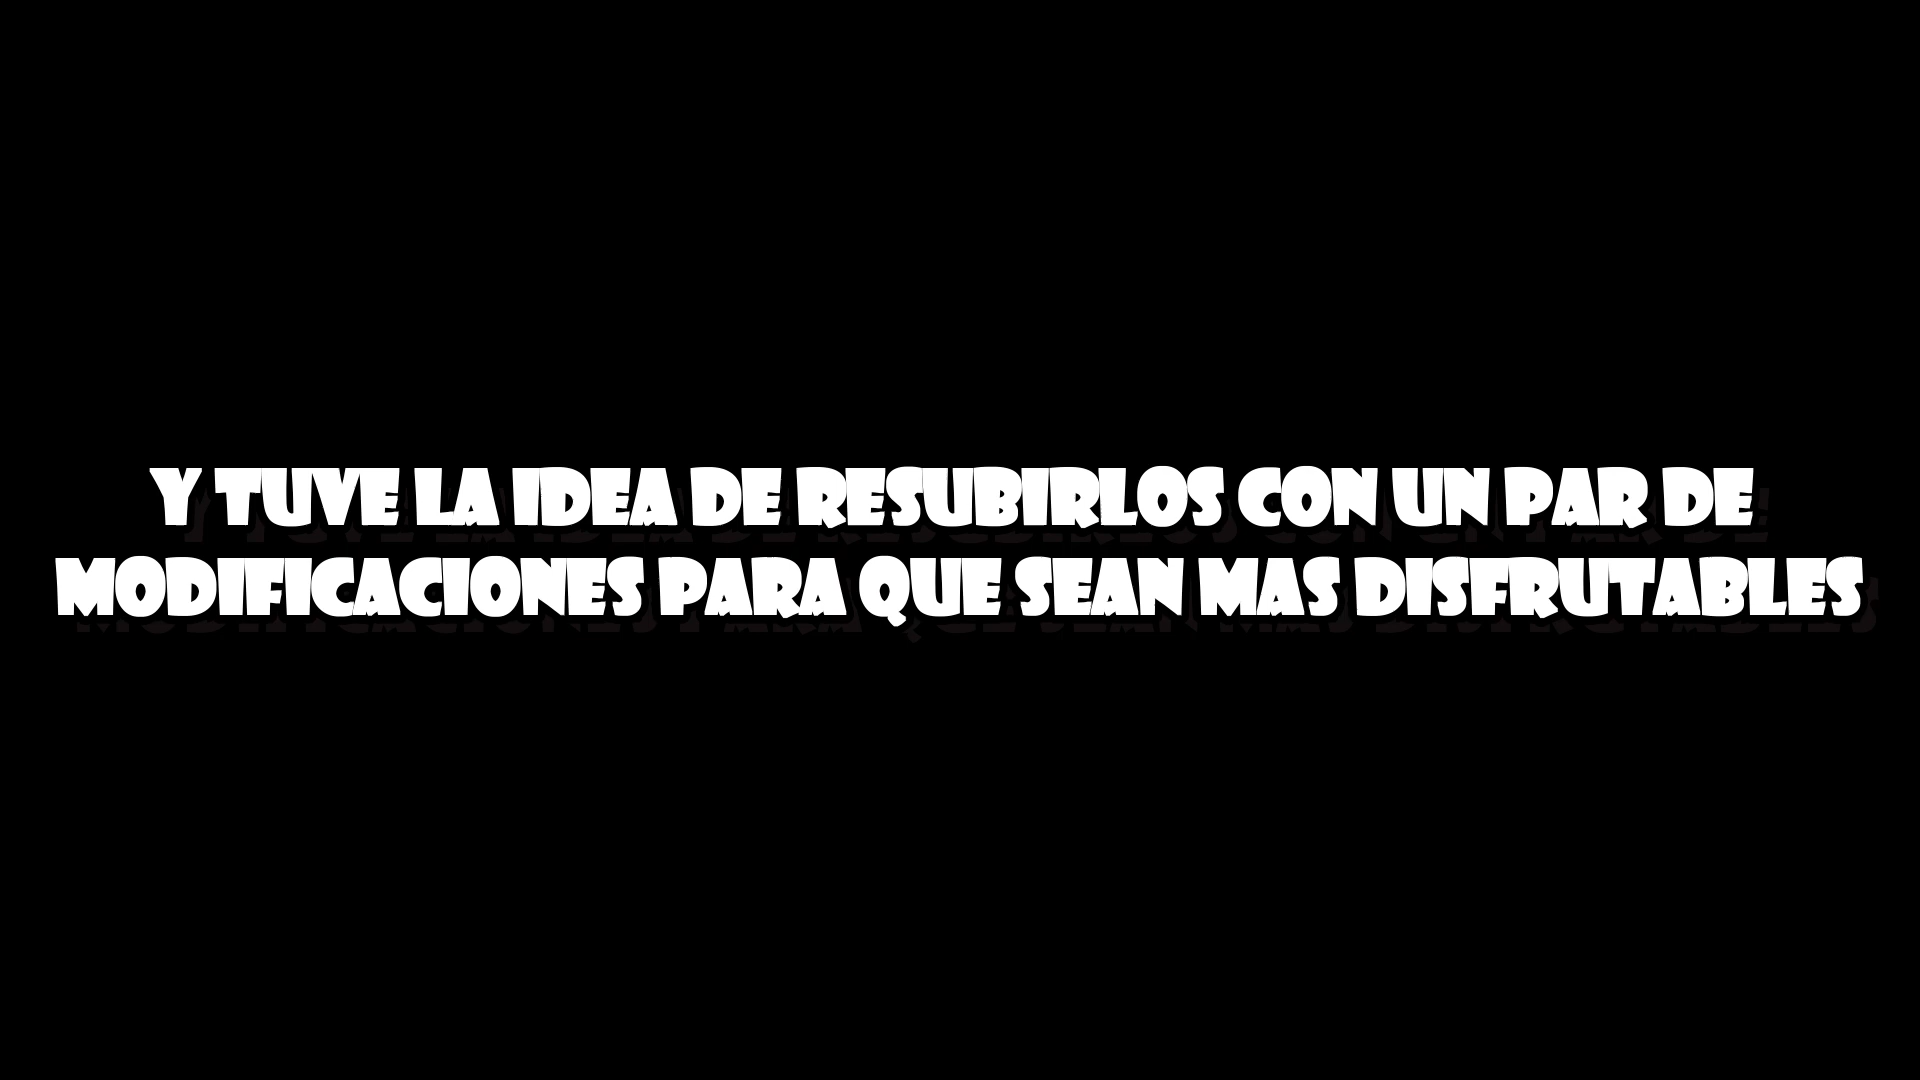 Y TUVE LA IDEA DE RESUBIRLOS CON UN PAR DE
MODIFICACIONES PARA QUE SEAN MAS DISFRUTABLES